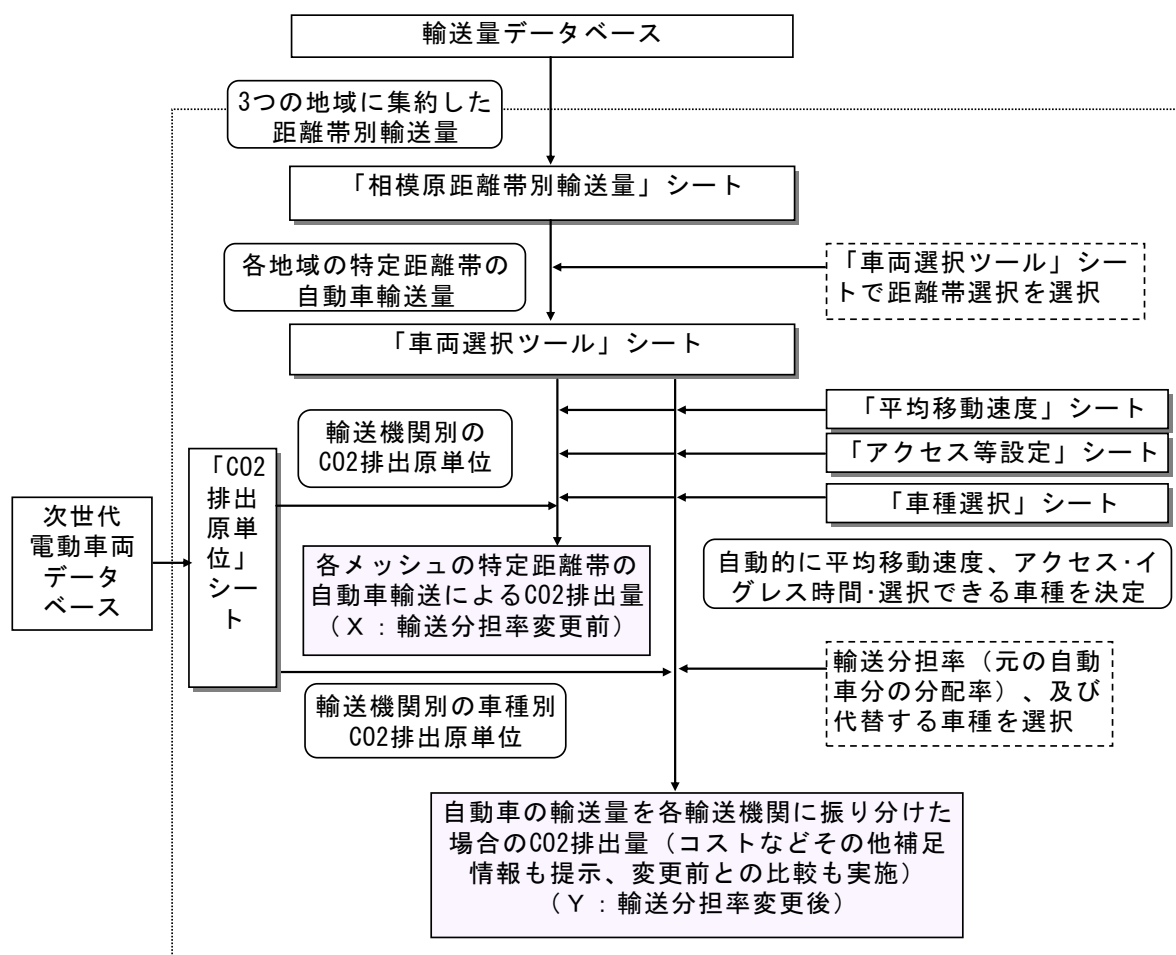 輸送量データベース
3つの地域に集約した
距離帯別輸送量
「相模原距離帯別輸送量」シート
各地域の特定距離帯の
自動車輸送量
「車両選択ツール」シー
トで距離帯選択を選択
「車両選択ツール」シート
「平均移動速度」シート
輸送機関別の
CO2排出原単位
「アクセス等設定」シート
「車種選択」シート
「CO2
排出
原単
位」
シー
ト
次世代
電動車両
データ
ベース
各メッシュの特定距離帯の
自動車輸送によるCO2排出量
（X：輸送分担率変更前）
自動的に平均移動速度、アクセス･イ
グレス時間･選択できる車種を決定
輸送分担率（元の自動
車分の分配率）、及び
代替する車種を選択
輸送機関別の車種別
CO2排出原単位
自動車の輸送量を各輸送機関に振り分けた
場合のCO2排出量（コストなどその他補足
情報も提示、変更前との比較も実施）
（Y：輸送分担率変更後）